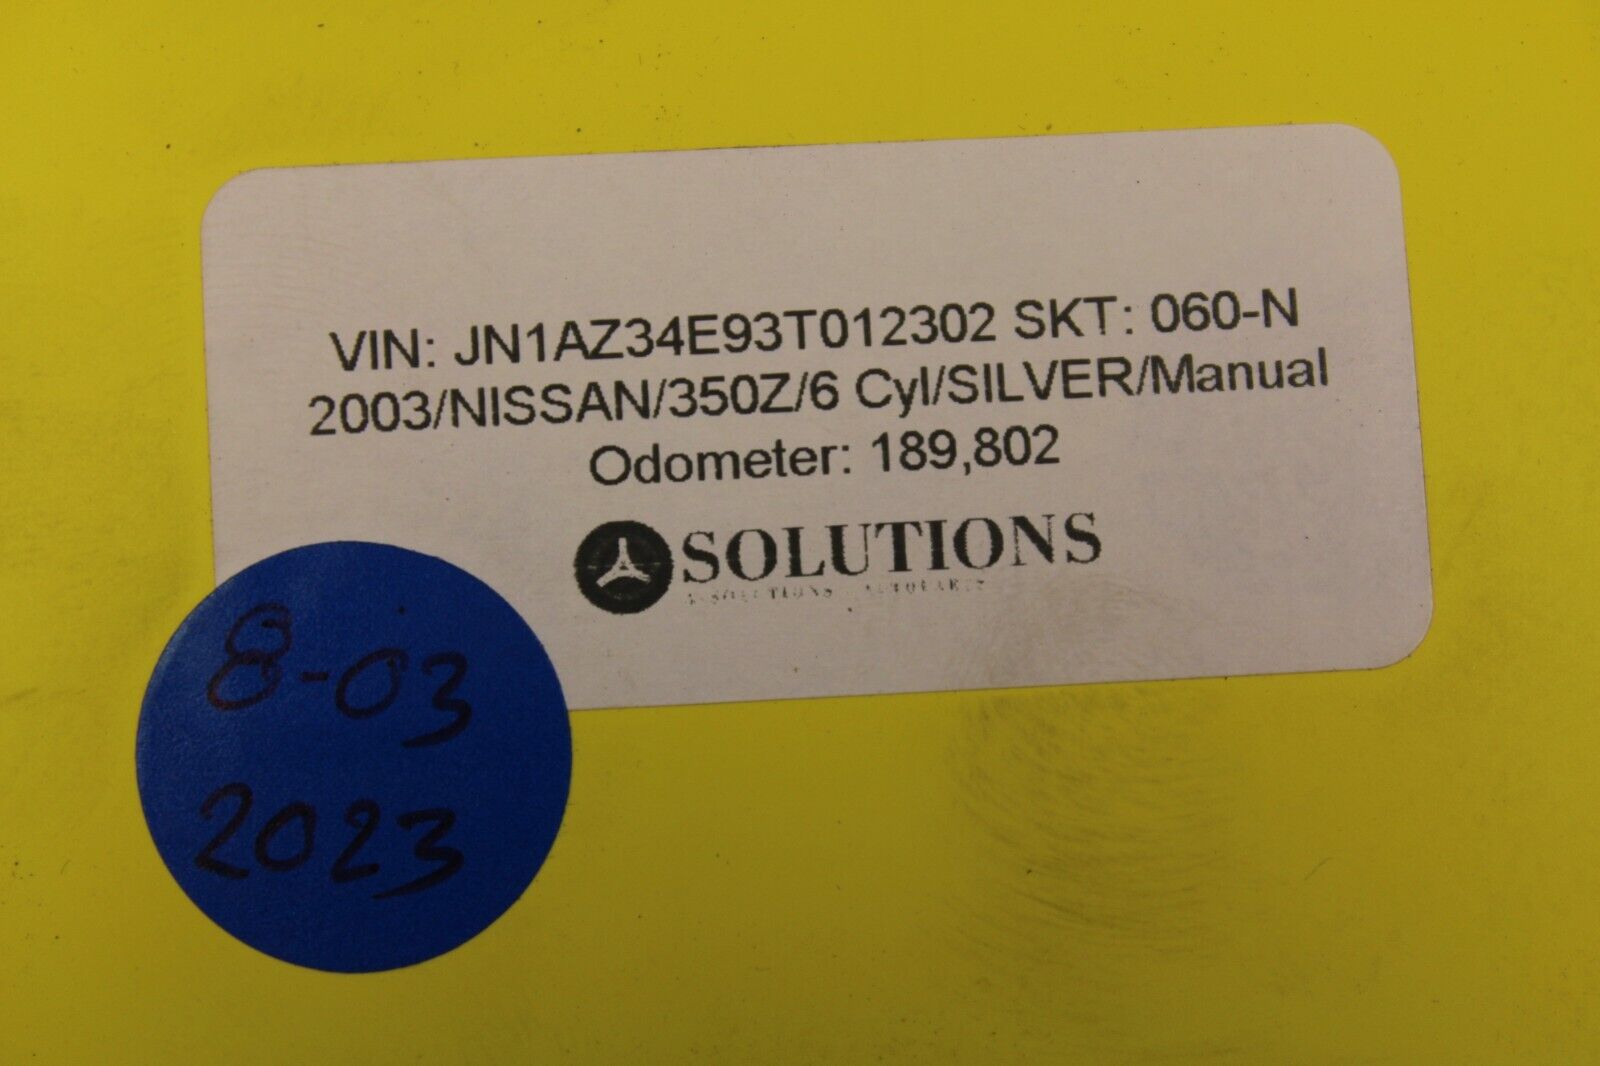 VIN: JN1AZ34E93T012302 SKT: 060-N
2003/NISSAN/350Z/6 Cyl/SILVER/Manual
Odometer: 189,802
SOLUTIONS
8-03
2023